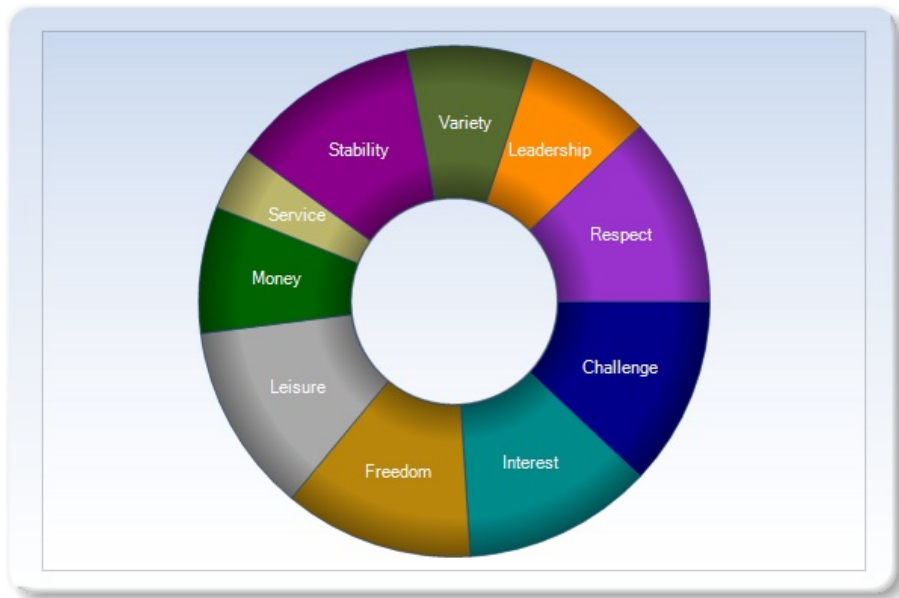 Variety
Stability
Leadership
Service
Respect
Money
Challenge
Leisure
Interest
Freedom